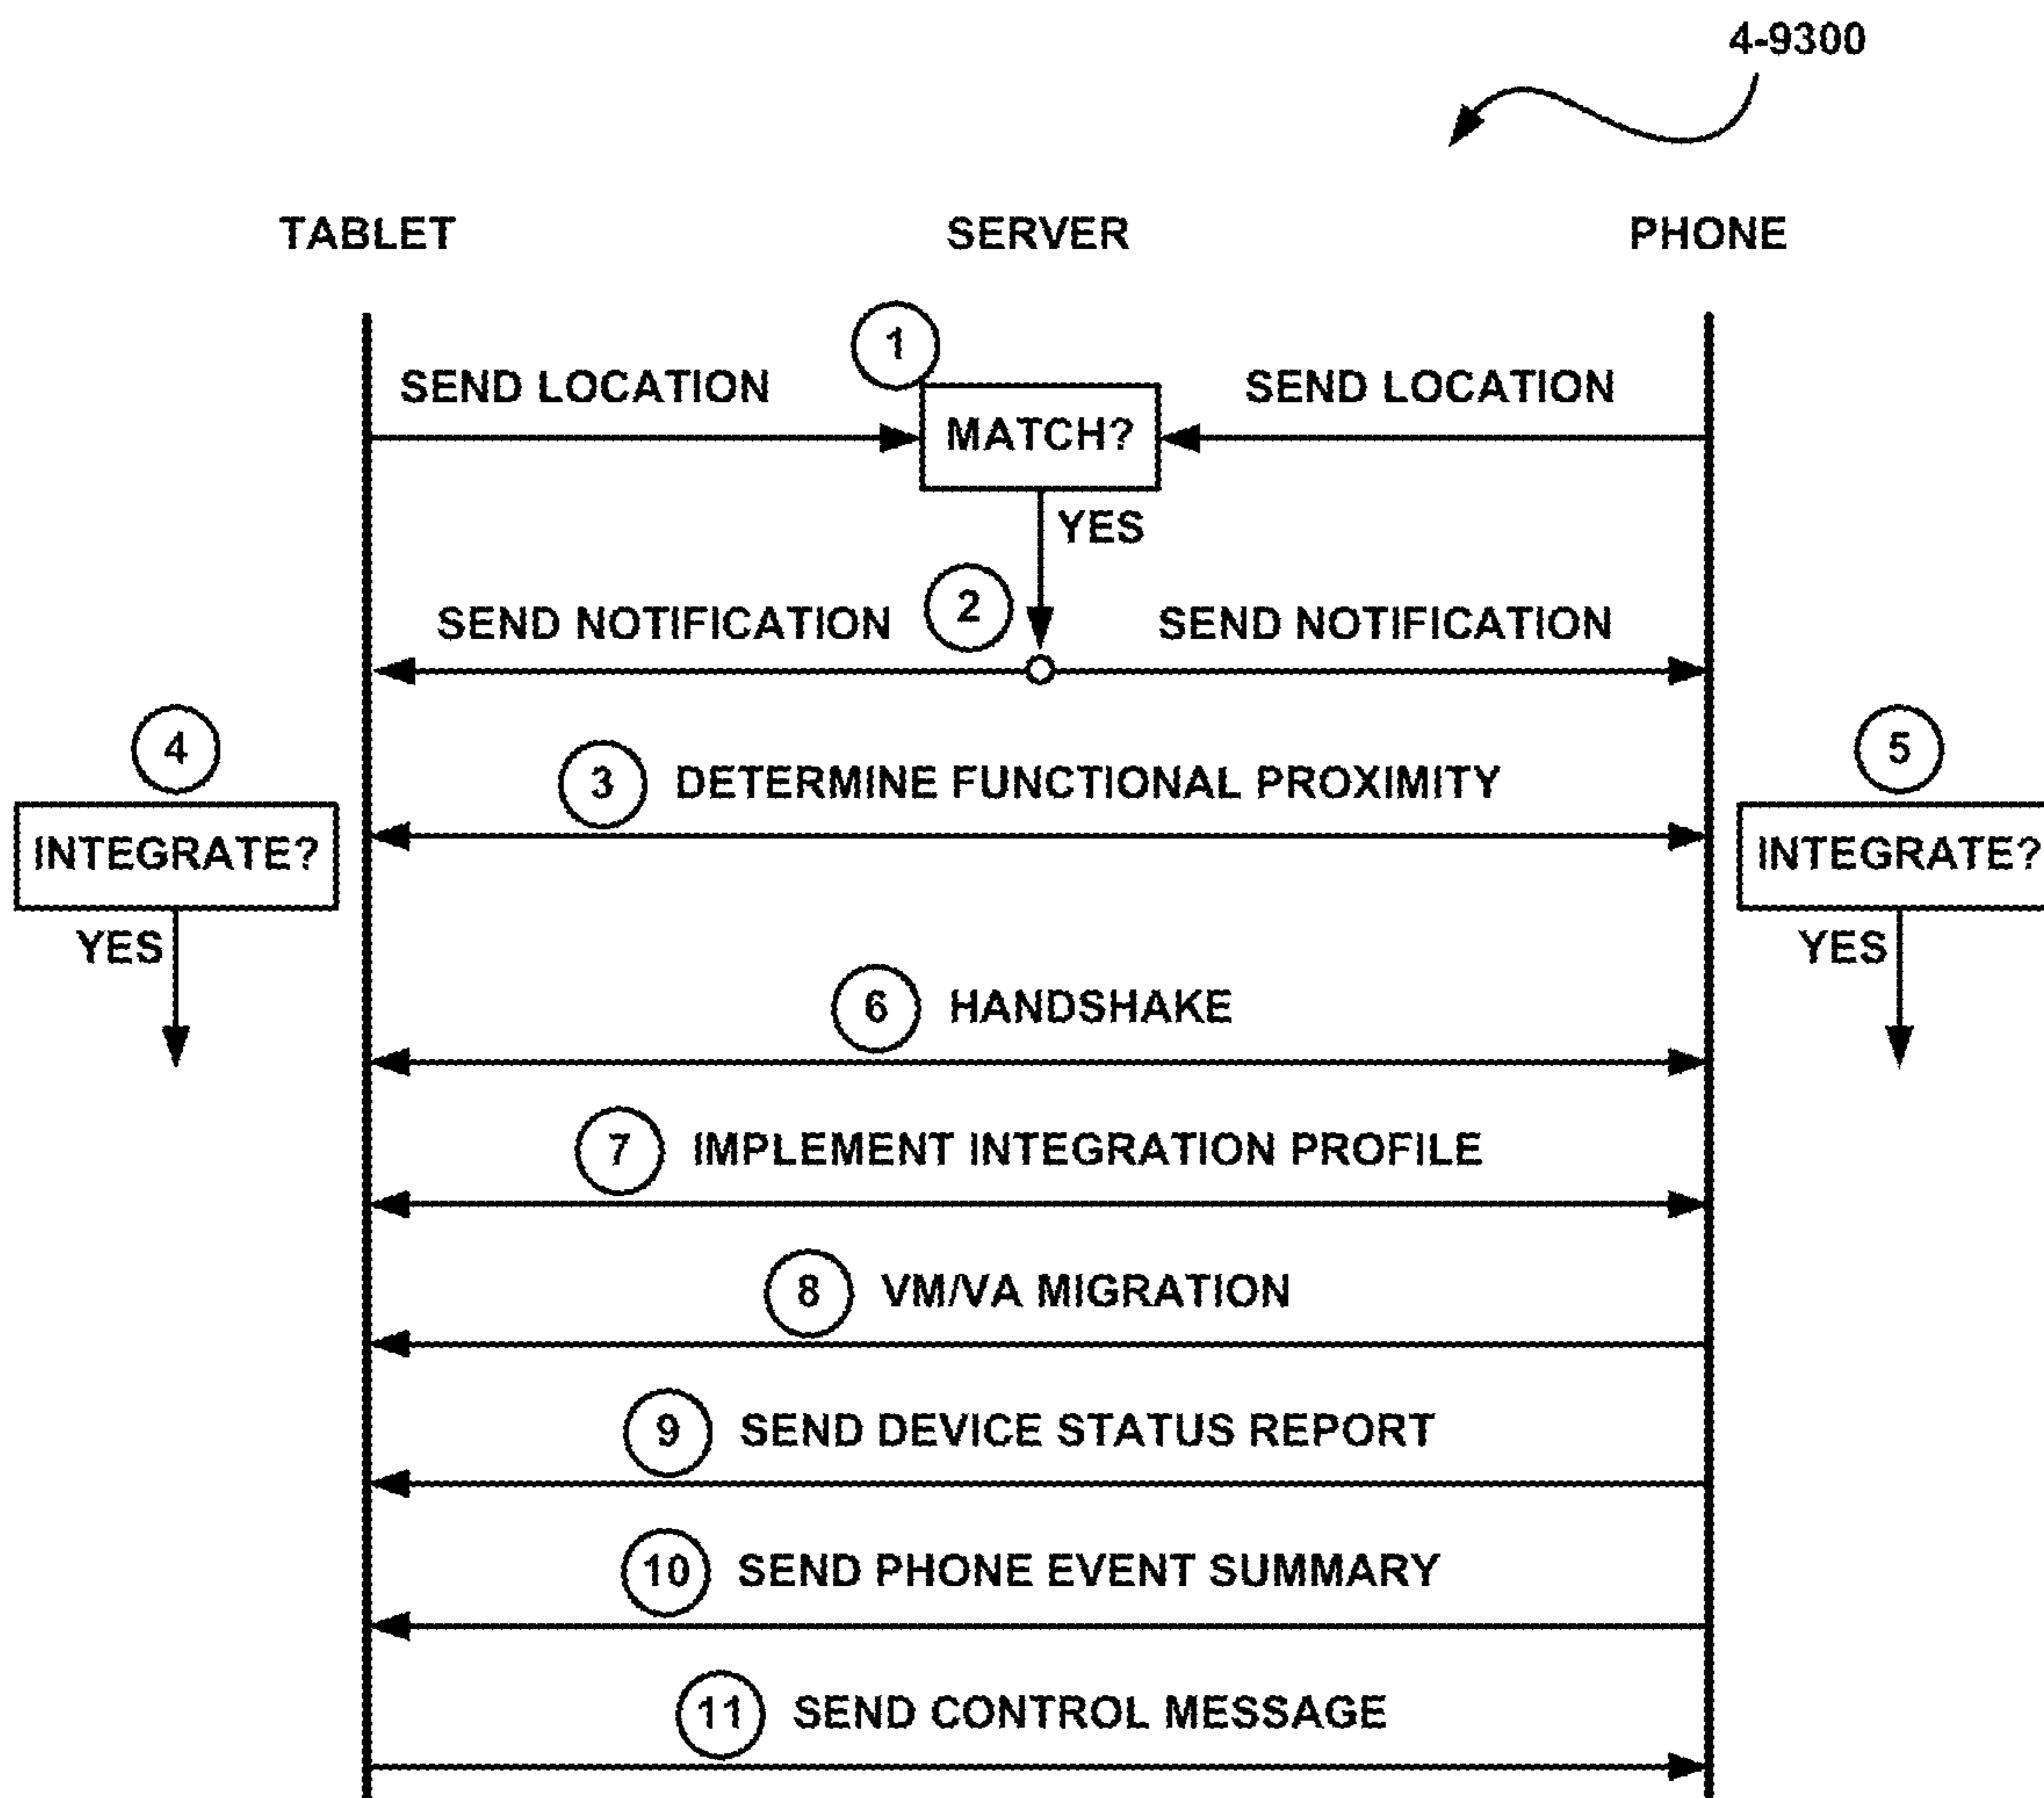 4-9300
TABLET
SERVER
PHONE
1
SEND LOCATION
MATCH?
SEND LOCATION
YES
2
SEND NOTIFICATION
SEND NOTIFICATION
4
INTEGRATE?
YES
3 DETERMINE FUNCTIONAL PROXIMITY
5
INTEGRATE?
YES
6 HANDSHAKE
7 IMPLEMENT INTEGRATION PROFILE
8 VM/VA MIGRATION
9 SEND DEVICE STATUS REPORT
10 SEND PHONE EVENT SUMMARY
11 SEND CONTROL MESSAGE